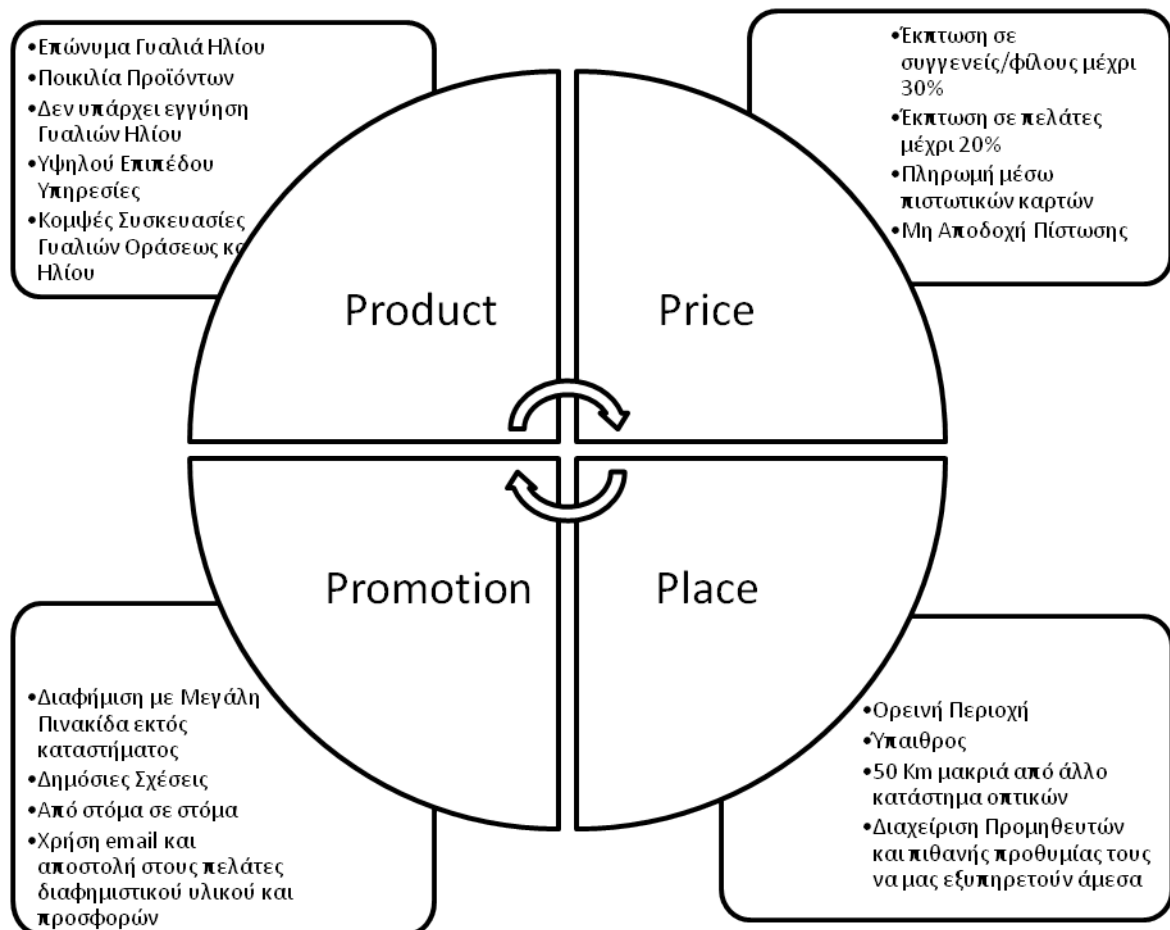 •Επώνυμα Γυαλιά Ηλίου
•Ποικιλία Προϊόντων
•Δεν υπάρχει εγγύηση
Γυαλιών Ηλίου
•Υψηλού Επιπέδου
Υπηρεσίες
•Κομψές Συσκευασίες
Γυαλιών Οράσεως
Ηλίου
Product
•Έκπτωση σε
συγγενείς/φίλους μέχρι
30%
•Έκπτωση σε πελάτες
μέχρι 20%
•Πληρωμή μέσω
πιστωτικών καρτών
•Μη Αποδοχή Πίστωσης
Price
Promotion
•Διαφήμιση με Μεγάλη
Πινακίδα εκτός
καταστήματος
•Δημόσιες Σχέσεις
•Από στόμα σε στόμα
•Χρήση email και
αποστολή στους πελάτες
διαφημιστικού υλικού και
προσφορών
Place
•Ορεινή Περιοχή
•Ύπαιθρος
•50 Km μακριά από άλλο
κατάστημα οπτικών
•Διαχείριση Προμηθευτών
και πιθανής προθυμίας τους
να μας εξυπηρετούν άμεσα